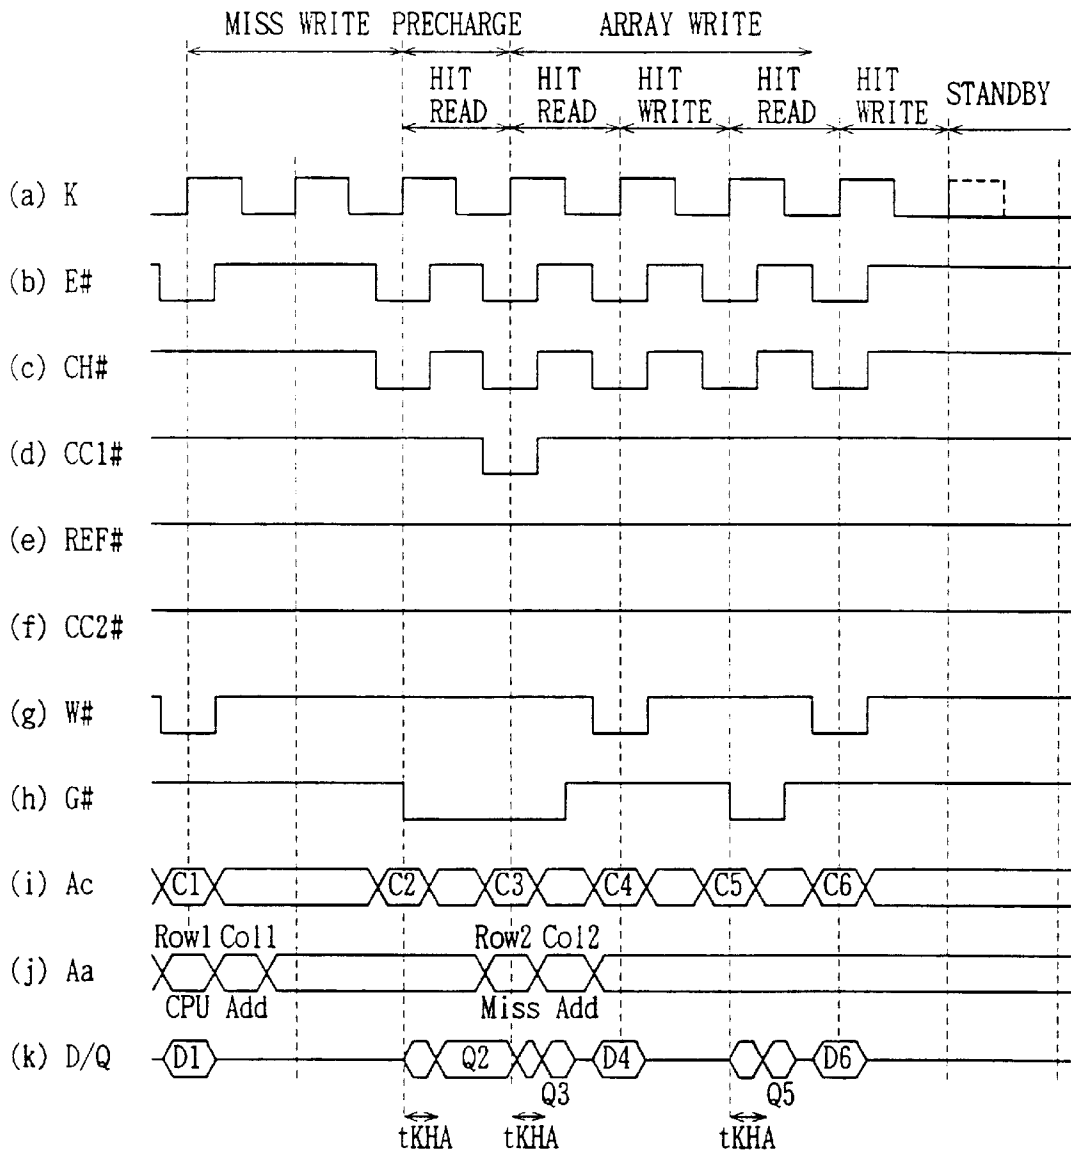 MISS WRITE PRECHARGE ARRAY WRITE
HIT READ HIT READ HIT WRITE HIT READ HIT WRITE STANDBY
(a) K
(b) E#
(c) CH#
(d) CC1#
(e) REF#
(f) CC2#
(g) W#
(h) G#
(i) Ac C1 C2 C3 C4 C5 C6
Row1 Col1 Row2 Col2
(j) Aa
CPU Add Miss Add
(k) D/Q D1 Q2 D4 D6
Q3 Q5
tKHA tKHA tKHA